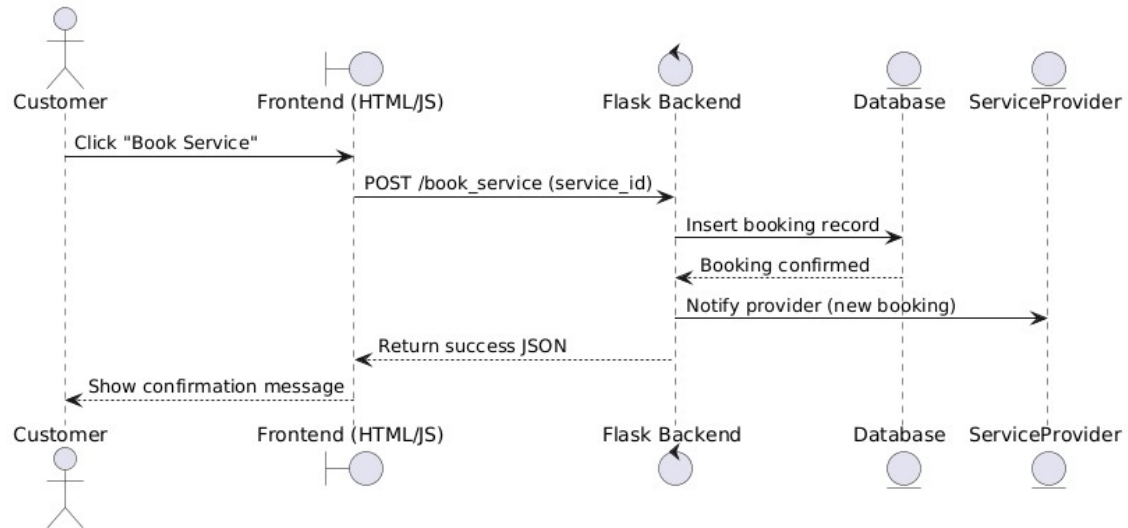 Customer
Frontend (HTML/JS)
Flask Backend
Database
ServiceProvider
Click "Book Service"
POST /book_service (service_id)
Insert booking record
Booking confirmed
Notify provider (new booking)
Return success JSON
Show confirmation message
Customer
Frontend (HTML/JS)
Flask Backend
Database
ServiceProvider